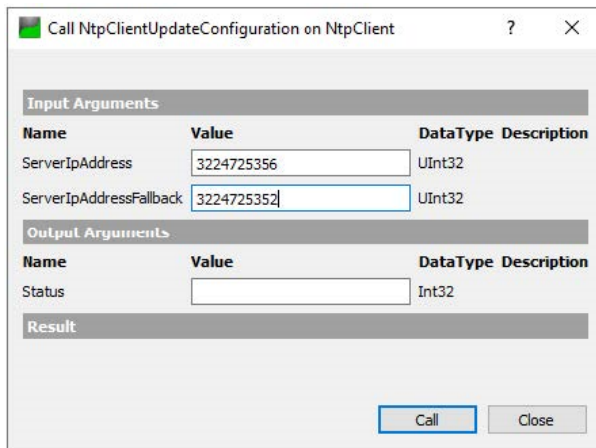 Call NtpClientUpdateConfiguration on NtpClient ? X
Input Arguments
Name Value DataType Description
ServerIpAddress 3224725356 UInt32
ServerIpAddressFallback 3224725352 UInt32
Output Arguments
Name Value DataType Description
Status Int32
Result
Call Close